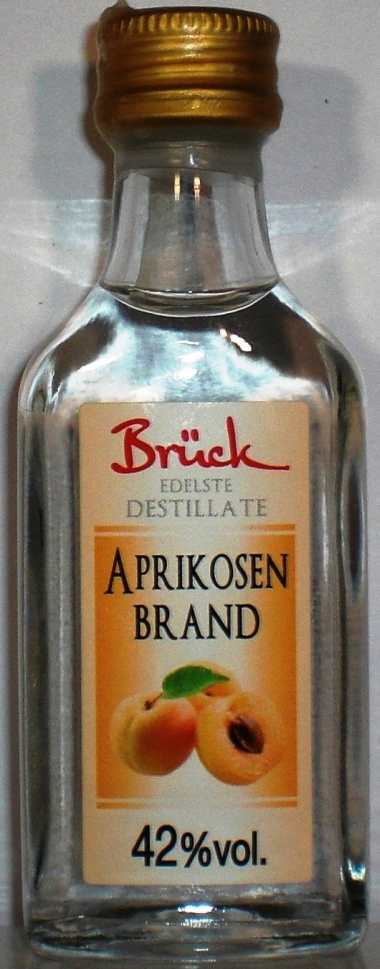 Brück
EDELSTE
DESTILLATE
APRIKOSEN
BRAND
42%vol.